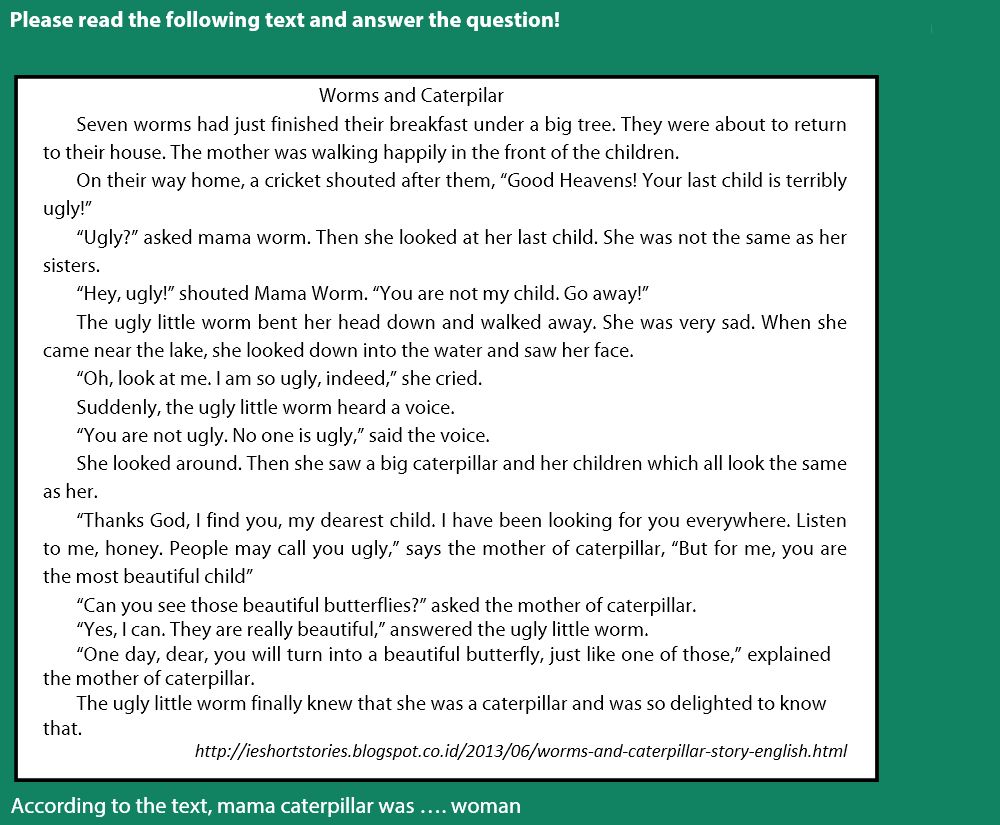 Please read the following text and answer the question!
Worms and Caterpilar
Seven worms had just finished their breakfast under a big tree. They were about to return
to their house. The mother was walking happily in the front of the children.
On their way home, a cricket shouted after them, “Good Heavens! Your last child is terribly
ugly!”
“Ugly?” asked mama worm. Then she looked at her last child. She was not the same as her
sisters.
“Hey, ugly!” shouted Mama Worm. “You are not my child. Go away!”
The ugly little worm bent her head down and walked away. She was very sad. When she
came near the lake, she looked down into the water and saw her face.
“Oh, look at me. I am so ugly, indeed,” she cried.
Suddenly, the ugly little worm heard a voice.
“You are not ugly. No one is ugly,” said the voice.
She looked around. Then she saw a big caterpillar and her children which all look the same
as her.
“Thanks God, I find you, my dearest child. I have been looking for you everywhere. Listen
to me, honey. People may call you ugly,” says the mother of caterpillar, “But for me, you are
the most beautiful child”
“Can you see those beautiful butterflies?” asked the mother of caterpillar.
“Yes, I can. They are really beautiful,” answered the ugly little worm.
“One day, dear, you will turn into a beautiful butterfly, just like one of those,” explained
the mother of caterpillar.
The ugly little worm finally knew that she was a caterpillar and was so delighted to know
that.
http://ieshortstories.blogspot.co.id/2013/06/worms-and-caterpillar-story-english.html
According to the text, mama caterpillar was …. woman